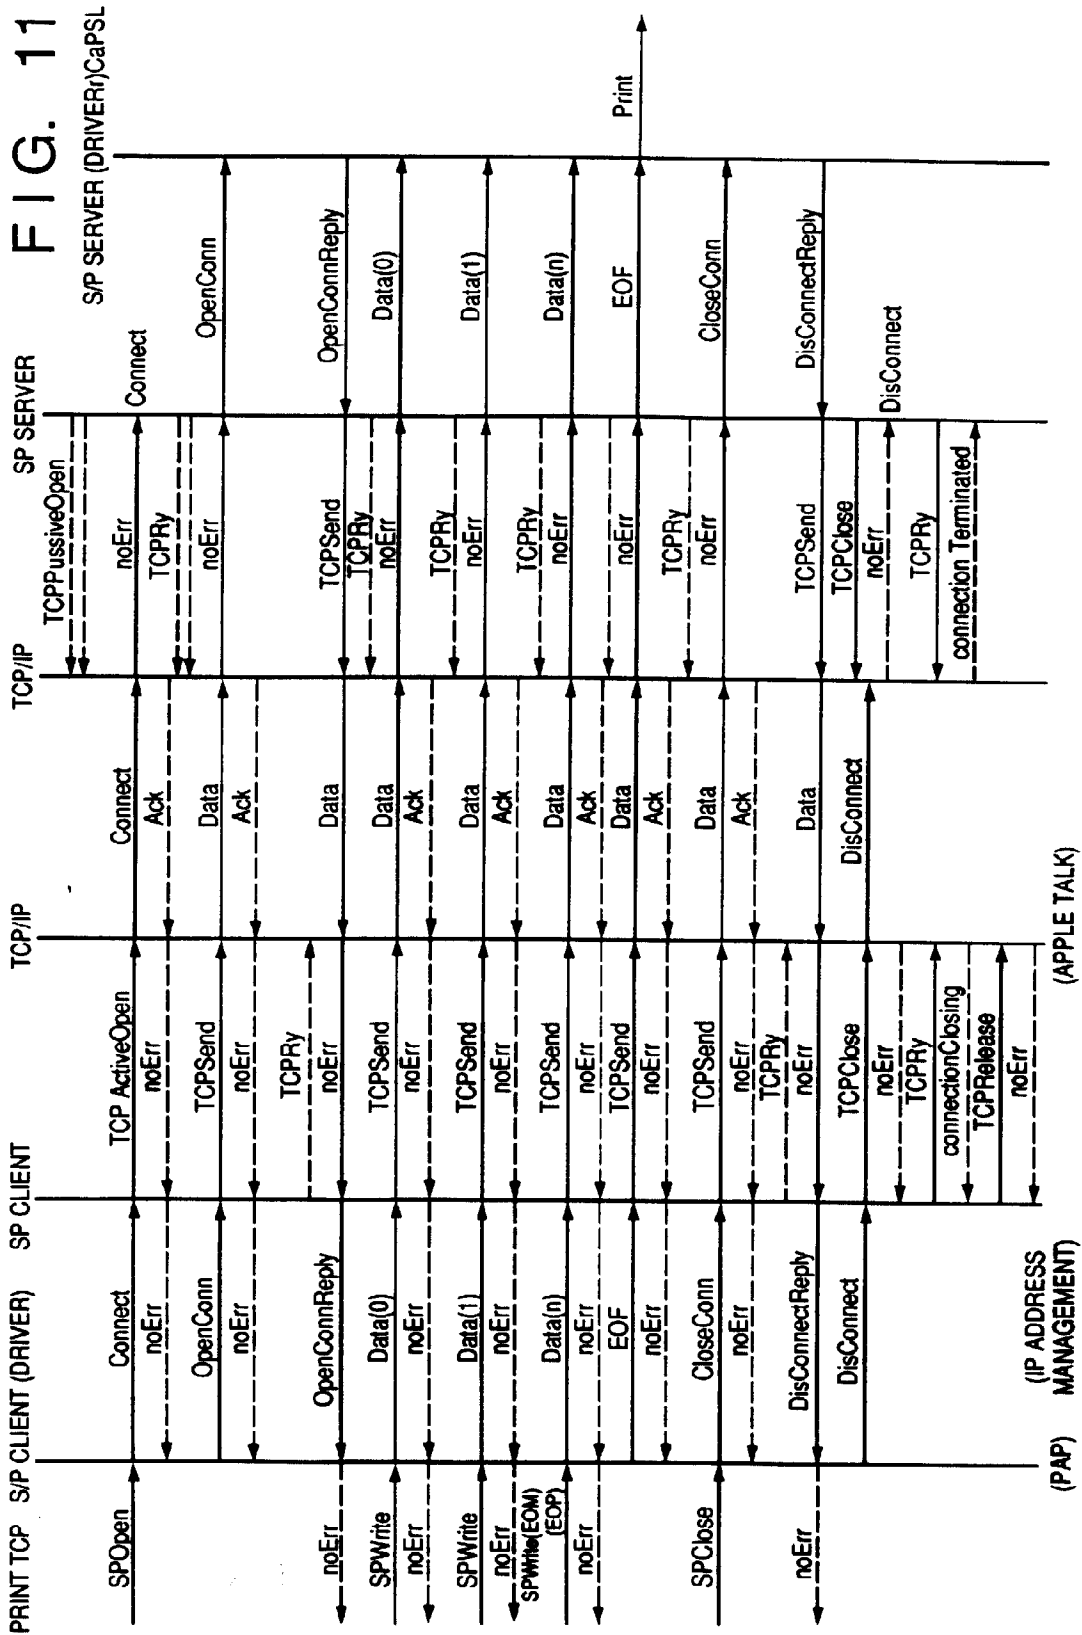 FIG. 11
PRINT TCP
S/P CLIENT (DRIVER)
SP CLIENT
TCP/IP
TCP/IP
SP SERVER
S/P SERVER (DRIVERr)CaPSL
TCPPussiveOpen
SPOpen
Connect
TCP ActiveOpen
Connect
noErr
Connect
noErr
noErr
Ack
TCPRy
OpenConn
TCPSend
Data
noErr
OpenConn
noErr
noErr
Ack
TCPRy
noErr
OpenConnReply
noErr
Data
TCPSend
OpenConnReply
TCPRy
SPWrite
Data(0)
TCPSend
Data
noErr
Data(0)
noErr
noErr
noErr
Ack
TCPRy
SPWrite
Data(1)
TCPSend
Data
noErr
Data(1)
noErr
noErr
noErr
Ack
TCPRy
SPWrite(EOM)
(EOP)
Data(n)
TCPSend
Data
noErr
Data(n)
noErr
noErr
noErr
Ack
noErr
EOF
TCPSend
Data
EOF
Print
noErr
noErr
Ack
TCPRy
SPClose
CloseConn
TCPSend
Data
noErr
CloseConn
noErr
noErr
Ack
TCPRy
noErr
DisConnectReply
noErr
Data
TCPSend
DisConnectReply
TCPClose
DisConnect
TCPClose
DisConnect
noErr
DisConnect
noErr
TCPRy
TCPRy
connectionClosing
connection Terminated
TCPRelease
noErr
(PAP)
(IP ADDRESS
MANAGEMENT)
(APPLE TALK)